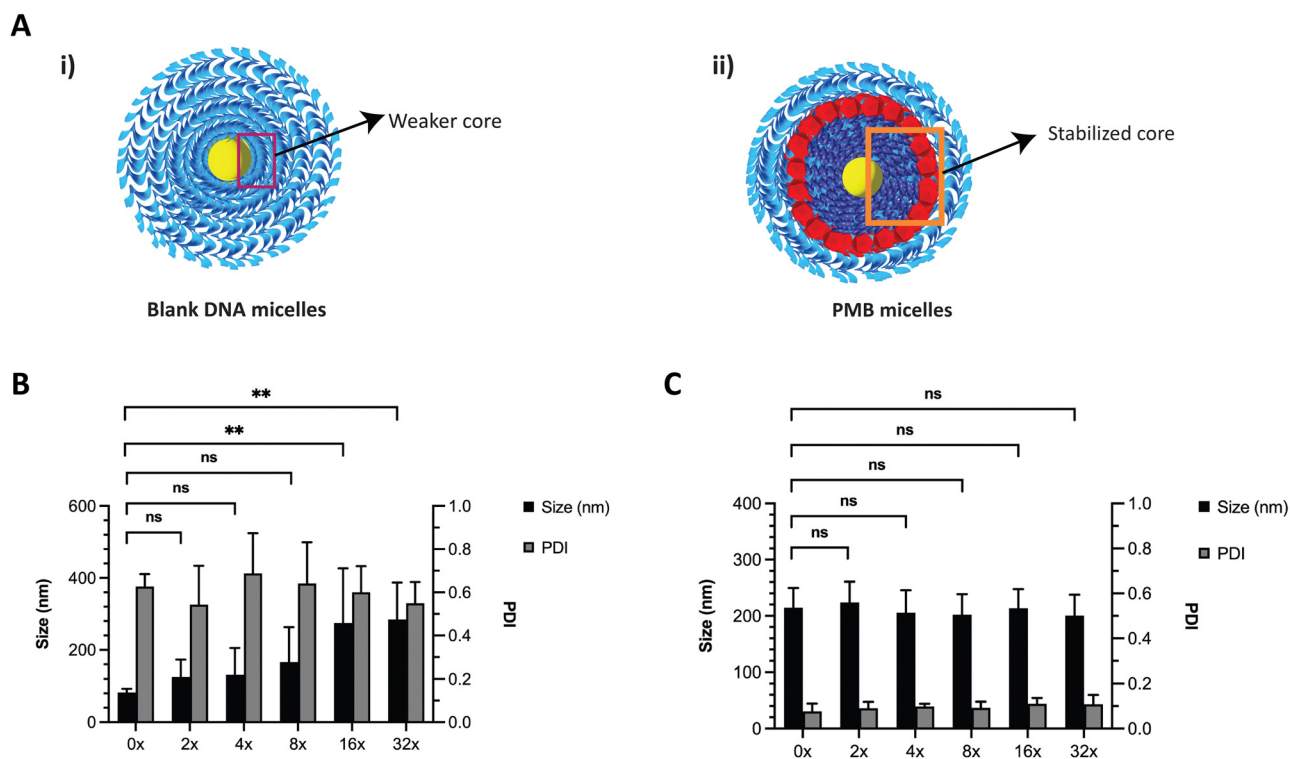 A
i)
Weaker core
Blank DNA micelles
ii)
Stabilized core
PMB micelles
B
**
**
ns
ns
ns
600
400
200
0
Size (nm)
1.0
0.8
0.6
0.4
0.2
0.0
PDI
Size (nm)
PDI
0x 2x 4x 8x 16x 32x
C
ns
ns
ns
ns
ns
400
300
200
100
0
Size (nm)
1.0
0.8
0.6
0.4
0.2
0.0
PDI
Size (nm)
PDI
0x 2x 4x 8x 16x 32x